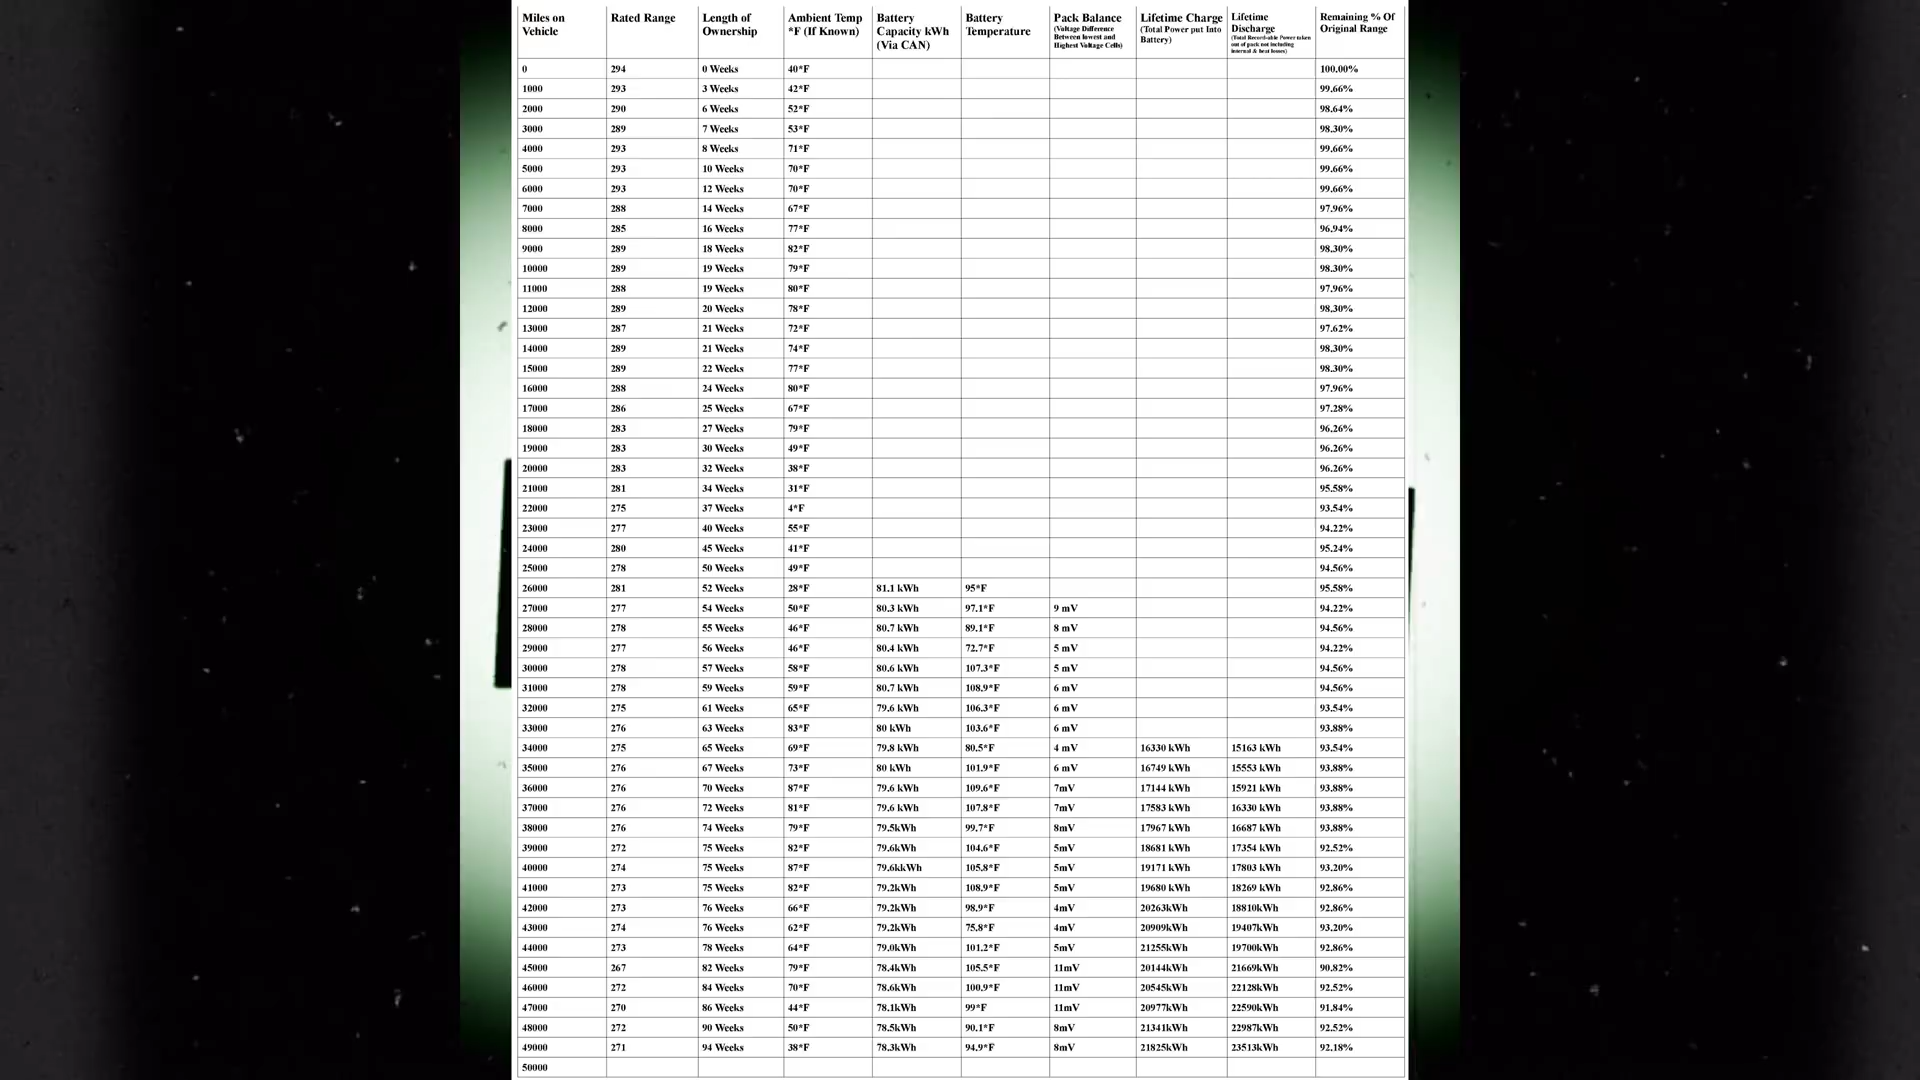 Miles on Vehicle Rated Range Length of Ownership Ambient Temp *F (If Known) Battery Capacity kWh (Via CAN) Battery Temperature Pack Balance (Voltage Difference Between lowest and Highest Voltage Cells) Lifetime Charge (Total Power put Into Battery) Lifetime Discharge (Total Record-able Power taken out of pack not including internal & heat losses) Remaining % Of Original Range
0 294 0 Weeks 40*F 100.00%
1000 293 3 Weeks 42*F 99.66%
2000 290 6 Weeks 52*F 98.64%
3000 289 7 Weeks 53*F 98.30%
4000 293 8 Weeks 71*F 99.66%
5000 293 10 Weeks 70*F 99.66%
6000 293 12 Weeks 70*F 99.66%
7000 288 14 Weeks 67*F 97.96%
8000 285 16 Weeks 77*F 96.94%
9000 289 18 Weeks 82*F 98.30%
10000 289 19 Weeks 79*F 98.30%
11000 288 19 Weeks 80*F 97.96%
12000 289 20 Weeks 78*F 98.30%
13000 287 21 Weeks 72*F 97.62%
14000 289 21 Weeks 74*F 98.30%
15000 289 22 Weeks 77*F 98.30%
16000 288 24 Weeks 80*F 97.96%
17000 286 25 Weeks 67*F 97.28%
18000 283 27 Weeks 79*F 96.26%
19000 283 30 Weeks 49*F 96.26%
20000 283 32 Weeks 38*F 96.26%
21000 281 34 Weeks 31*F 95.58%
22000 275 37 Weeks 4*F 93.54%
23000 277 40 Weeks 55*F 94.22%
24000 280 45 Weeks 41*F 95.24%
25000 278 50 Weeks 49*F 94.56%
26000 281 52 Weeks 28*F 81.1 kWh 95*F 95.58%
27000 277 54 Weeks 50*F 80.3 kWh 97.1*F 9 mV 94.22%
28000 278 55 Weeks 46*F 80.7 kWh 89.1*F 8 mV 94.56%
29000 277 56 Weeks 46*F 80.4 kWh 72.7*F 5 mV 94.22%
30000 278 57 Weeks 58*F 80.6 kWh 107.3*F 5 mV 94.56%
31000 278 59 Weeks 59*F 80.7 kWh 108.9*F 6 mV 94.56%
32000 275 61 Weeks 65*F 79.6 kWh 106.3*F 6 mV 93.54%
33000 276 63 Weeks 83*F 80 kWh 103.6*F 6 mV 93.88%
34000 275 65 Weeks 69*F 79.8 kWh 80.5*F 4 mV 16330 kWh 15163 kWh 93.54%
35000 276 67 Weeks 73*F 80 kWh 101.9*F 6 mV 16749 kWh 15553 kWh 93.88%
36000 276 70 Weeks 87*F 79.6 kWh 109.6*F 7mV 17144 kWh 15921 kWh 93.88%
37000 276 72 Weeks 81*F 79.6 kWh 107.8*F 7mV 17583 kWh 16330 kWh 93.88%
38000 276 74 Weeks 79*F 79.5kWh 99.7*F 8mV 17967 kWh 16687 kWh 93.88%
39000 272 75 Weeks 82*F 79.6kWh 104.6*F 5mV 18681 kWh 17354 kWh 92.52%
40000 274 75 Weeks 87*F 79.6kkWh 105.8*F 5mV 19171 kWh 17803 kWh 93.20%
41000 273 75 Weeks 82*F 79.2kWh 108.9*F 5mV 19680 kWh 18269 kWh 92.86%
42000 273 76 Weeks 66*F 79.2kWh 98.9*F 4mV 20263kWh 18810kWh 92.86%
43000 274 76 Weeks 62*F 79.2kWh 75.8*F 4mV 20909kWh 19407kWh 93.20%
44000 273 78 Weeks 64*F 79.0kWh 101.2*F 5mV 21255kWh 19700kWh 92.86%
45000 267 82 Weeks 79*F 78.4kWh 105.5*F 11mV 20144kWh 21669kWh 90.82%
46000 272 84 Weeks 70*F 78.6kWh 100.9*F 11mV 20545kWh 22128kWh 92.52%
47000 270 86 Weeks 44*F 78.1kWh 99*F 11mV 20977kWh 22590kWh 91.84%
48000 272 90 Weeks 50*F 78.5kWh 90.1*F 8mV 21341kWh 22987kWh 92.52%
49000 271 94 Weeks 38*F 78.3kWh 94.9*F 8mV 21825kWh 23513kWh 92.18%
50000